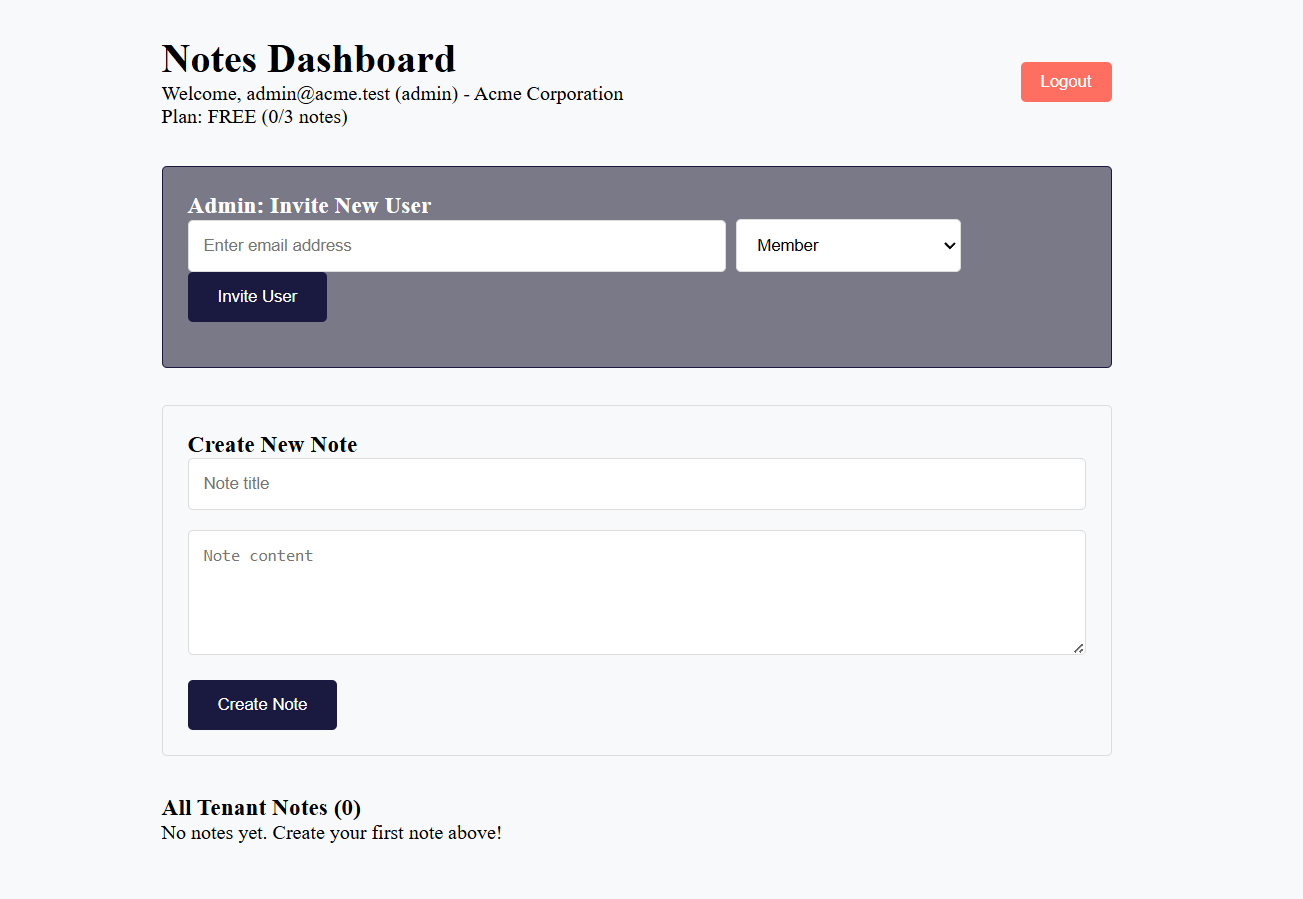 Notes Dashboard
Welcome, admin@acme.test (admin) - Acme Corporation
Plan: FREE (0/3 notes)
Logout
Admin: Invite New User
Enter email address
Member
Invite User
Create New Note
Note title
Note content
Create Note
All Tenant Notes (0)
No notes yet. Create your first note above!